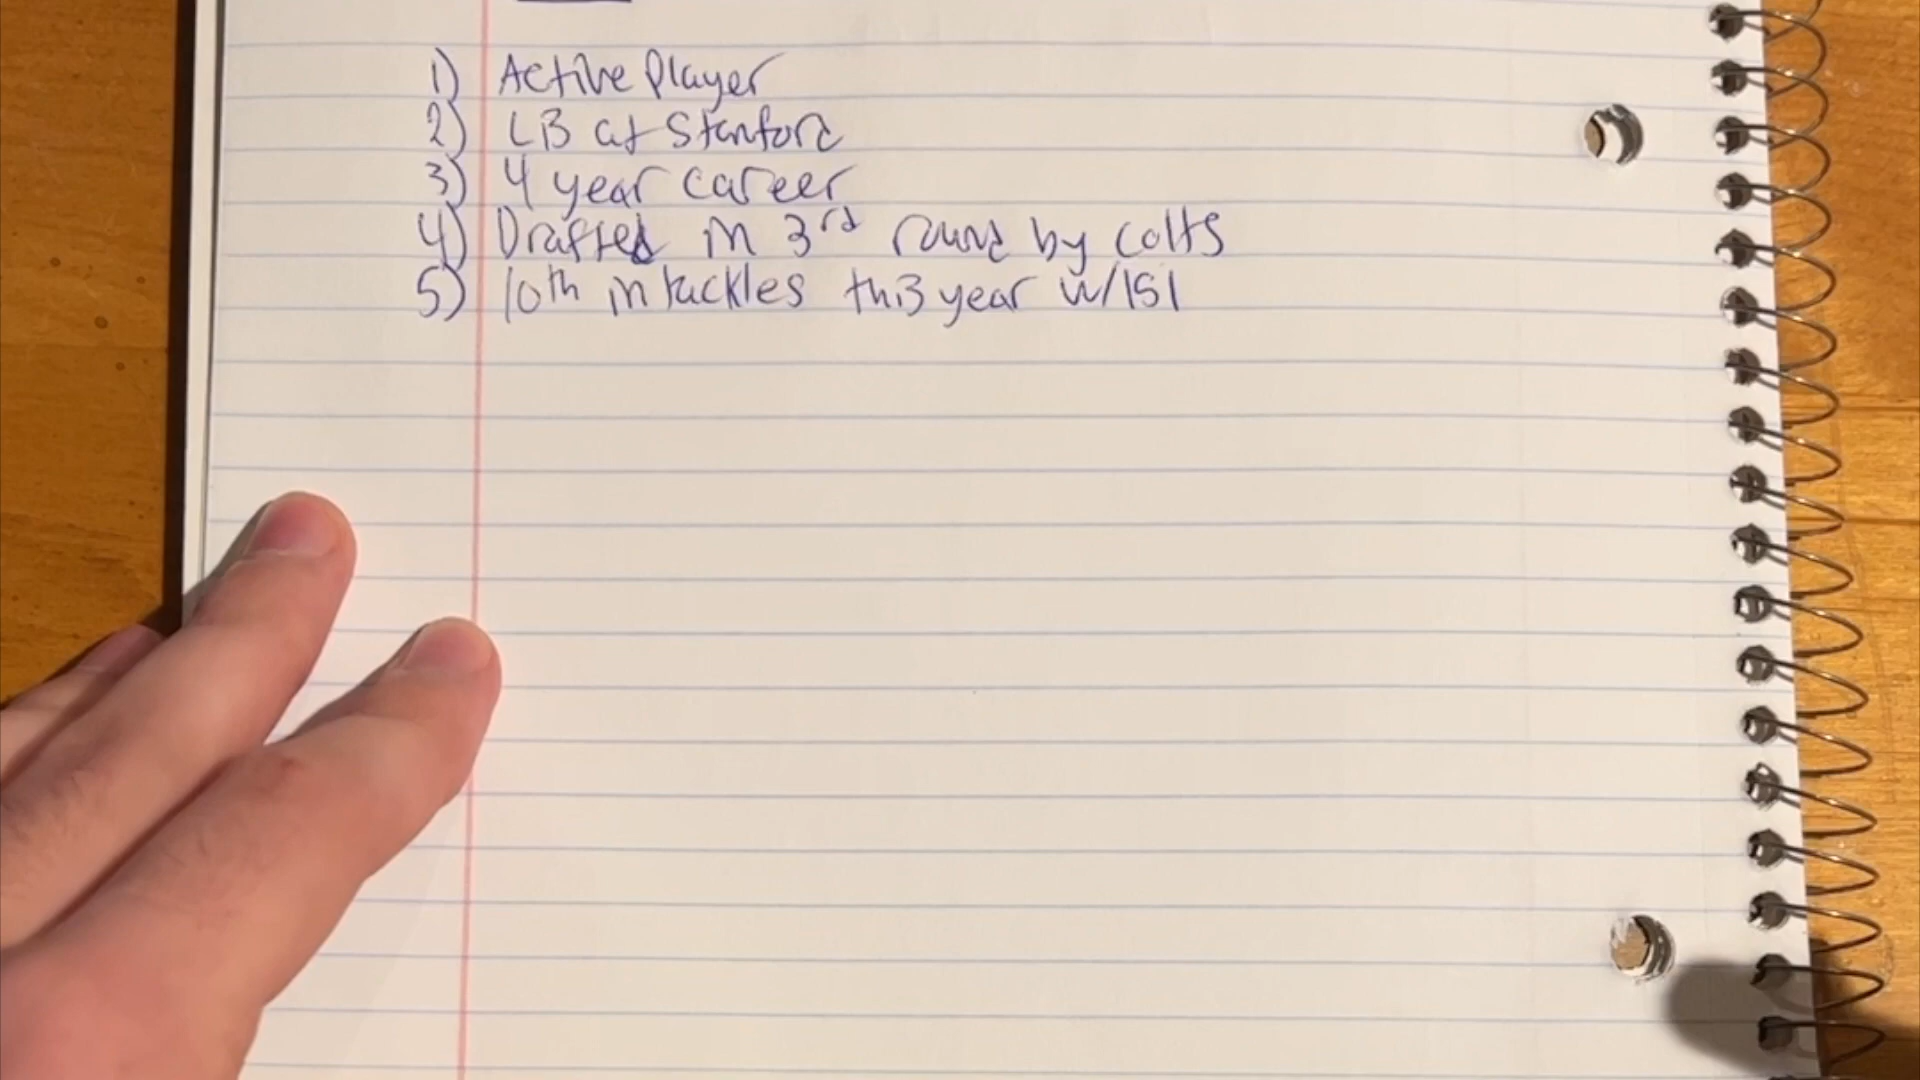 1) Active Player
2) LB at Stanford
3) 4 year career
4) Drafted in 3rd round by Colts
5) 10th in tackles this year w/151